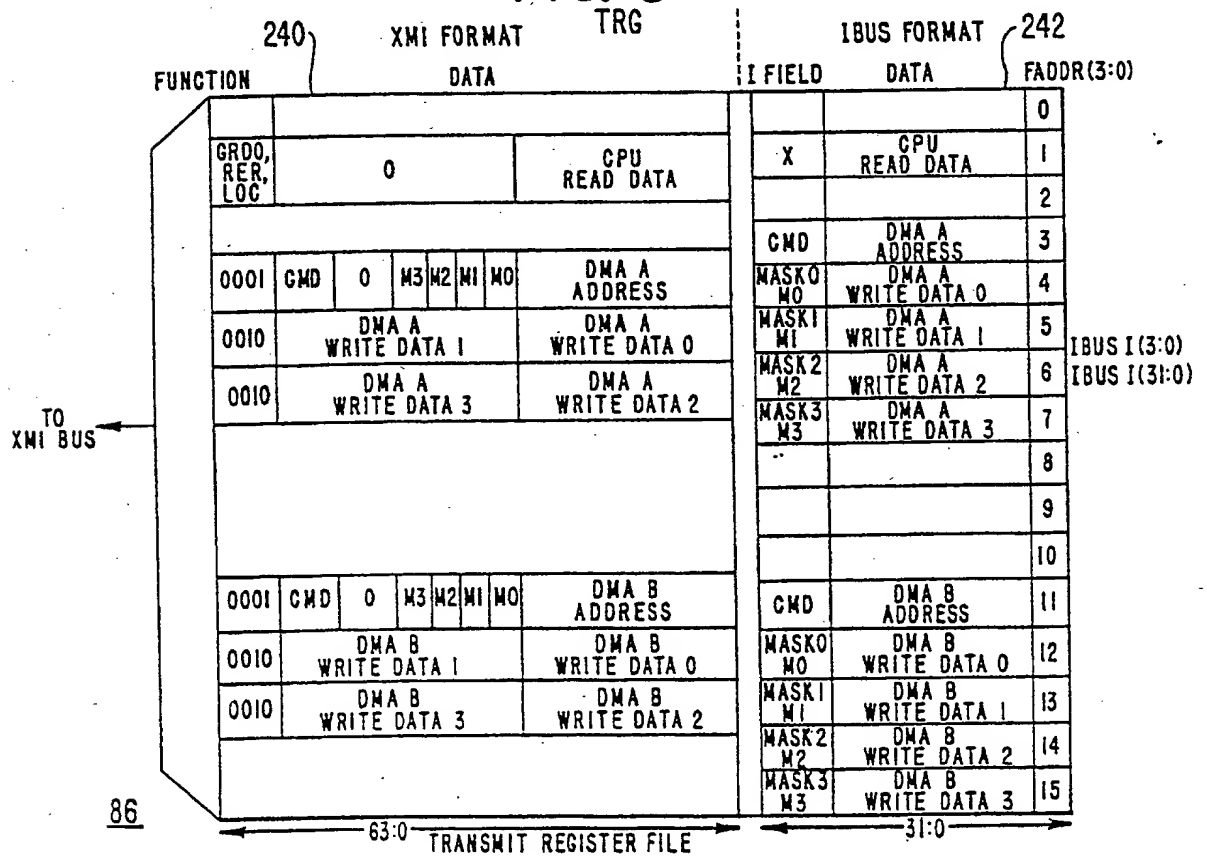 TRG
240 XMI FORMAT IBUS FORMAT 242
FUNCTION DATA I FIELD DATA FADDR(3:0)
0
GRD0, RER, LOC 0 CPU READ DATA X CPU READ DATA 1
2
CMD DMA A ADDRESS 3
0001 CMD 0 M3 M2 M1 M0 DMA A ADDRESS MASK0 M0 DMA A WRITE DATA 0 4
0010 DMA A WRITE DATA 1 DMA A WRITE DATA 0 MASK1 M1 DMA A WRITE DATA 1 5
IBUS I(3:0)
0010 DMA A WRITE DATA 3 DMA A WRITE DATA 2 MASK2 M2 DMA A WRITE DATA 2 6
IBUS I(31:0)
TO XMI BUS
MASK3 M3 DMA A WRITE DATA 3 7
8
9
10
0001 CMD 0 M3 M2 M1 M0 DMA B ADDRESS CMD DMA B ADDRESS 11
0010 DMA B WRITE DATA 1 DMA B WRITE DATA 0 MASK0 M0 DMA B WRITE DATA 0 12
0010 DMA B WRITE DATA 3 DMA B WRITE DATA 2 MASK1 M1 DMA B WRITE DATA 1 13
MASK2 M2 DMA B WRITE DATA 2 14
MASK3 M3 DMA B WRITE DATA 3 15
86
63:0 31:0
TRANSMIT REGISTER FILE